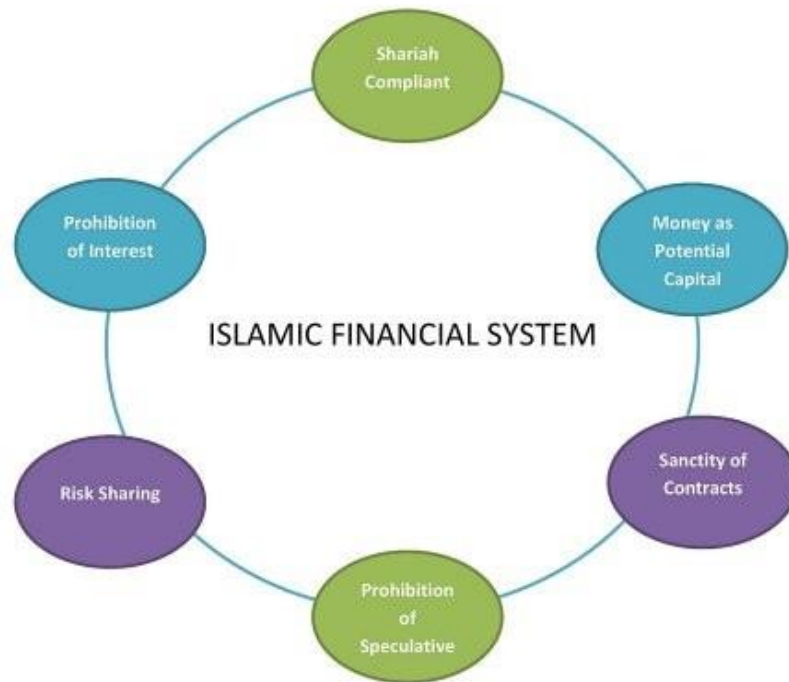 Shariah
Compliant
Prohibition
of Interest
Money as
Potential
Capital
ISLAMIC FINANCIAL SYSTEM
Risk Sharing
Sanctity of
Contracts
Prohibition
of
Speculative